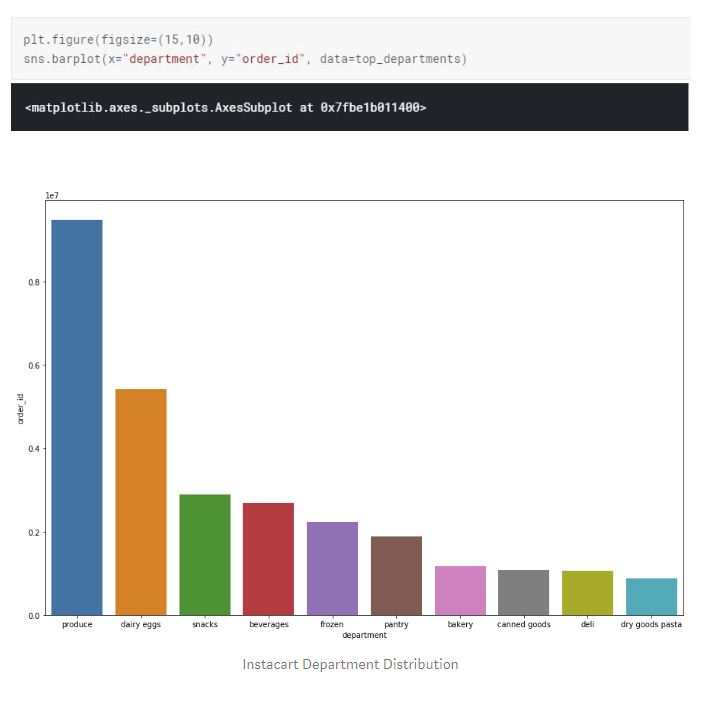 plt.figure(figsize=(15,10))
sns.barplot(x="department", y="order_id", data=top_departments)
<matplotlib.axes._subplots.AxesSubplot at 0x7fbe1b011400>
1e7
0.8
0.6
0.4
0.2
0.0
order_id
produce dairy eggs snacks beverages frozen pantry bakery canned goods deli dry goods pasta
department
Instacart Department Distribution